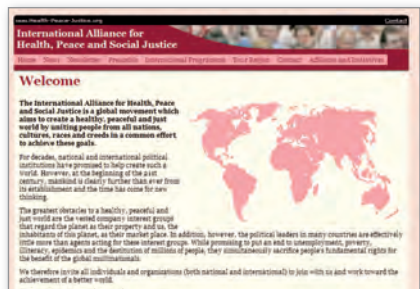 www.Health-Peace-Justice.org Contact
International Alliance for
Health, Peace and Social Justice
Home News Newsletter International Programme Your Region Contact Affiliates and Initiatives
Welcome
The International Alliance for Health, Peace
and Social Justice is a global movement which
aims to create a healthy, peaceful and just
world by uniting people from all nations,
cultures, races and creeds in a common effort
to achieve these goals.
For decades, national and international political
institutions have promised to help create such a
world. However, at the beginning of the 21st
century, mankind is clearly further than ever from
its establishment and the time has come for new
thinking.
The greatest obstacles to a healthy, peaceful and
just world are the vested company interest groups
that regard the planet as their property and us, the
inhabitants of this planet, as their market place. In addition, however, the political leaders in many countries are effectively
little more than agents acting for these interest groups. While promising to put an end to unemployment, poverty,
illiteracy, epidemics and the destitution of millions of people, they simultaneously sacrifice people's fundamental rights for
the benefit of the global multinationals.
We therefore invite all individuals and organizations (both national and international) to join with us and work toward the
achievement of a better world.